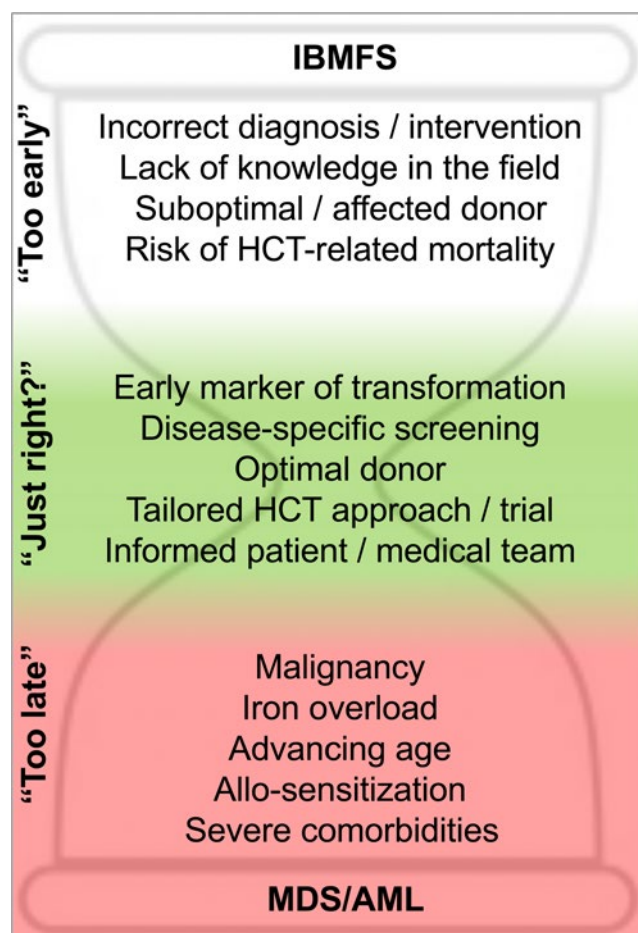 IBMFS
“Too early”
Incorrect diagnosis / intervention
Lack of knowledge in the field
Suboptimal / affected donor
Risk of HCT-related mortality
“Just right?”
Early marker of transformation
Disease-specific screening
Optimal donor
Tailored HCT approach / trial
Informed patient / medical team
“Too late”
Malignancy
Iron overload
Advancing age
Allo-sensitization
Severe comorbidities
MDS/AML